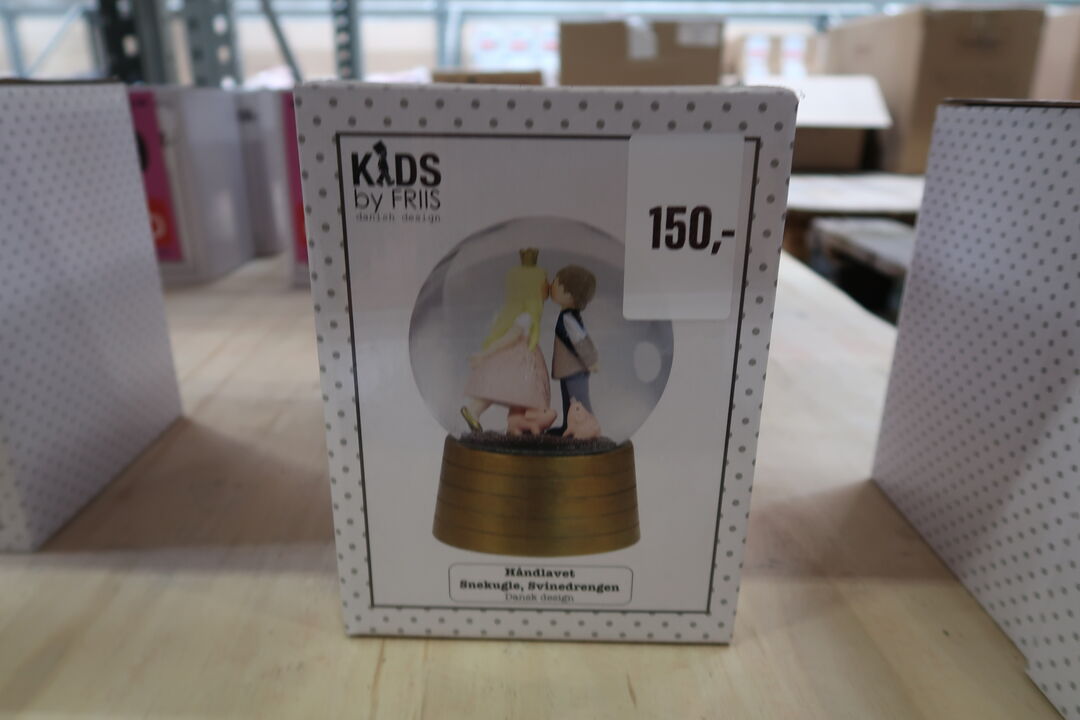 KIDS
by FRIIS
danish design
150,-
Håndlavet
Snekugle, Svinedrengen
Dansk design